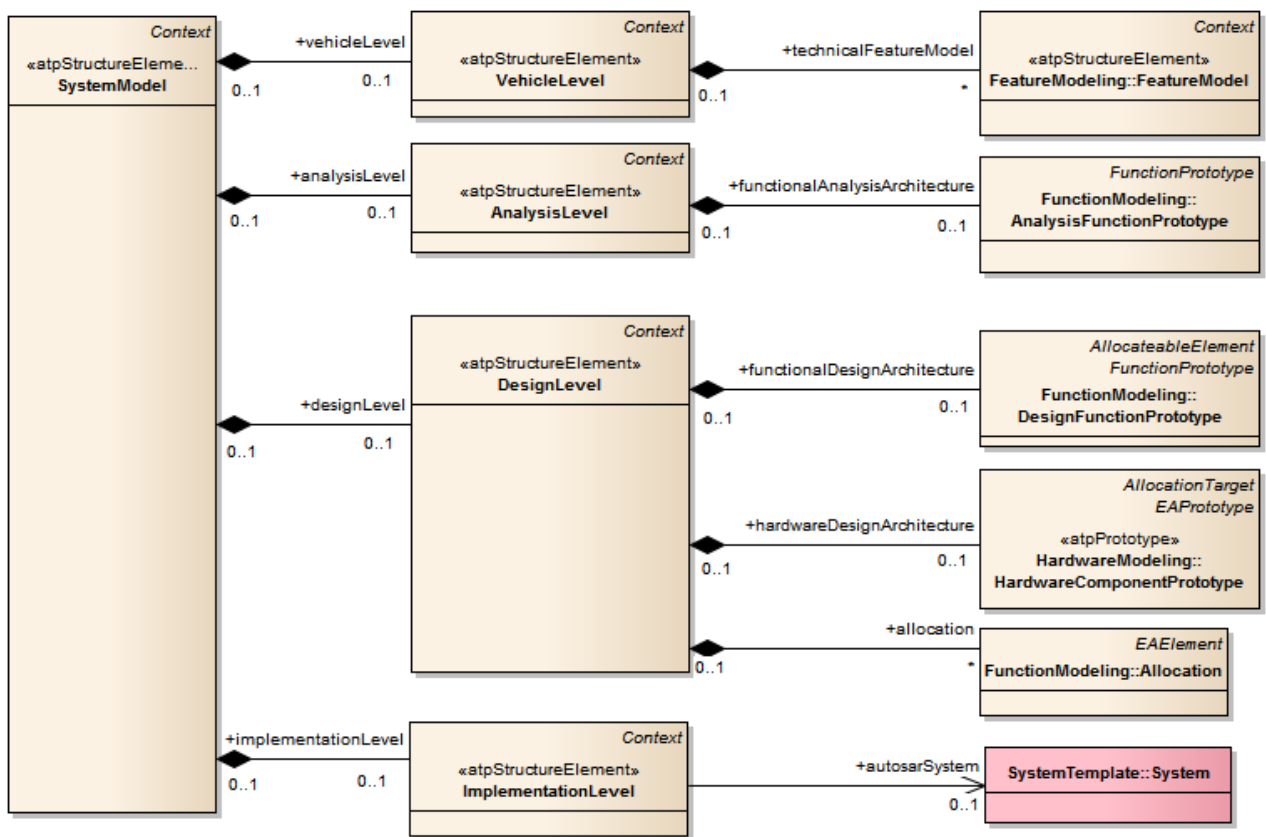 Context
«atpStructureEleme...
SystemModel
+vehicleLevel
0..1
0..1
Context
«atpStructureElement»
VehicleLevel
+technicalFeatureModel
0..1
*
Context
«atpStructureElement»
FeatureModeling::FeatureModel
+analysisLevel
0..1
0..1
Context
«atpStructureElement»
AnalysisLevel
+functionalAnalysisArchitecture
0..1
0..1
FunctionPrototype
FunctionModeling::
AnalysisFunctionPrototype
+designLevel
0..1
0..1
Context
«atpStructureElement»
DesignLevel
+functionalDesignArchitecture
0..1
0..1
AllocateableElement
FunctionPrototype
FunctionModeling::
DesignFunctionPrototype
+hardwareDesignArchitecture
0..1
0..1
AllocationTarget
EAPrototype
«atpPrototype»
HardwareModeling::
HardwareComponentPrototype
+allocation
0..1
*
EAElement
FunctionModeling::Allocation
+implementationLevel
0..1
0..1
Context
«atpStructureElement»
ImplementationLevel
+autosarSystem
0..1
SystemTemplate::System